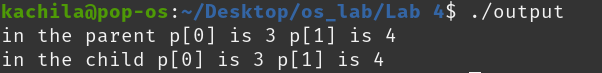 kachila@pop-os:~/Desktop/os_lab/Lab 4$ ./output
in the parent p[0] is 3 p[1] is 4
in the child p[0] is 3 p[1] is 4